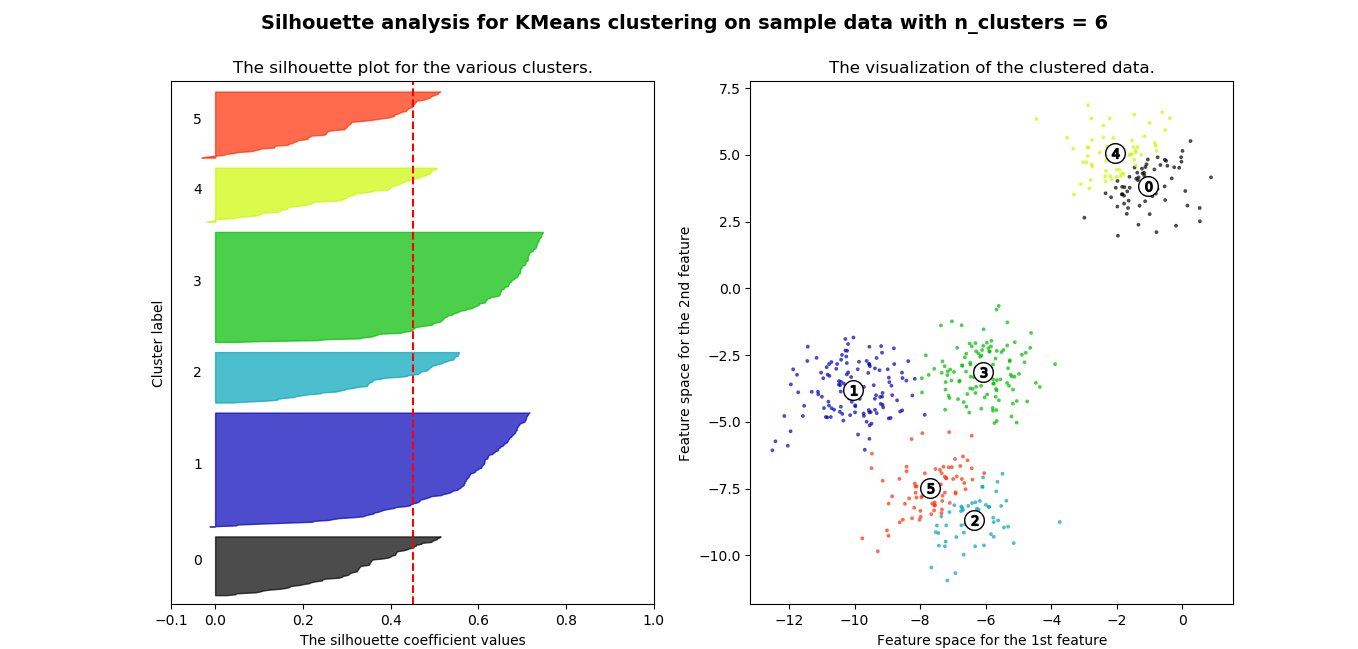 Silhouette analysis for KMeans clustering on sample data with n_clusters = 6
The silhouette plot for the various clusters.
5
4
3
2
1
0
Cluster label
−0.1 0.0 0.2 0.4 0.6 0.8 1.0
The silhouette coefficient values
The visualization of the clustered data.
7.5
5.0
2.5
0.0
−2.5
−5.0
−7.5
−10.0
Feature space for the 2nd feature
4
0
3
1
5
2
−12 −10 −8 −6 −4 −2 0
Feature space for the 1st feature